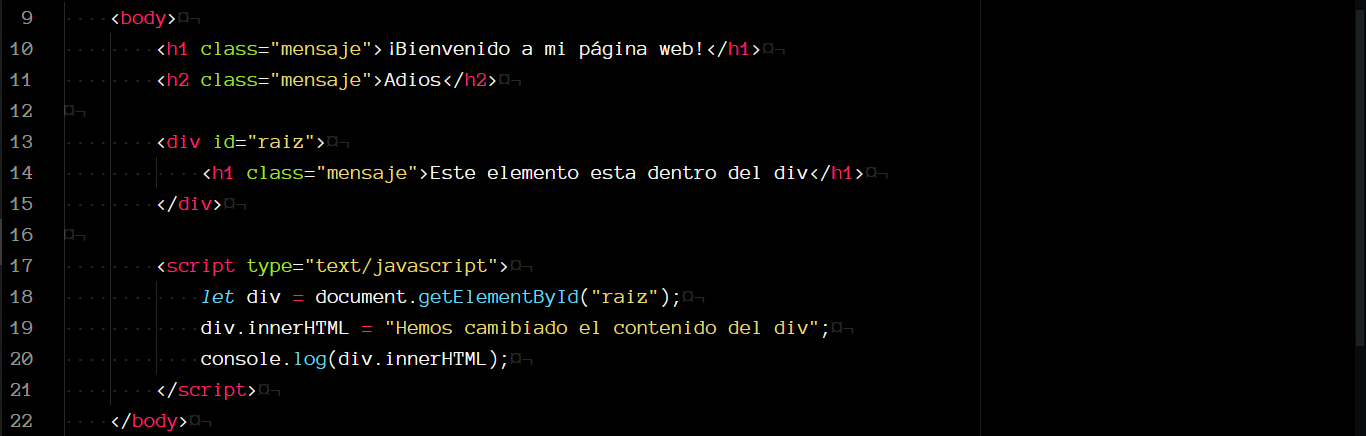 9 <body>
10 <h1 class="mensaje">¡Bienvenido a mi página web!</h1>
11 <h2 class="mensaje">Adios</h2>
12
13 <div id="raiz">
14 <h1 class="mensaje">Este elemento esta dentro del div</h1>
15 </div>
16
17 <script type="text/javascript">
18 let div = document.getElementById("raiz");
19 div.innerHTML = "Hemos camibiado el contenido del div";
20 console.log(div.innerHTML);
21 </script>
22 </body>